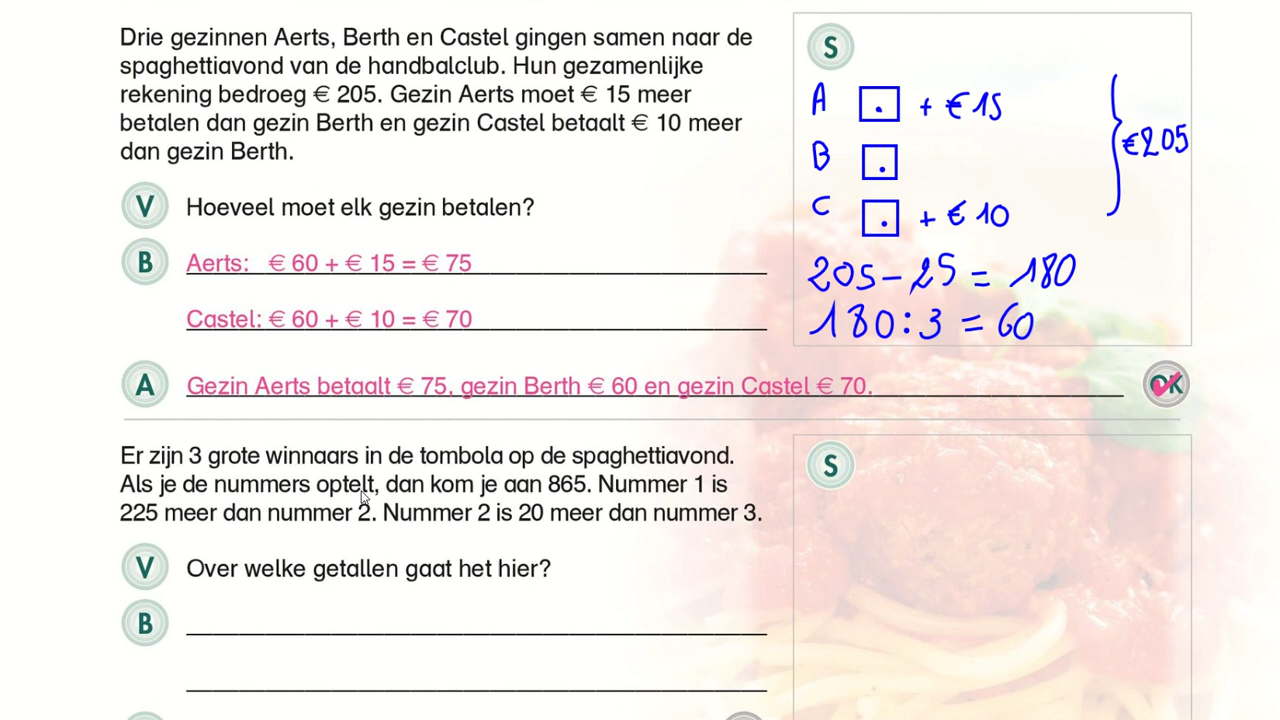 Drie gezinnen Aerts, Berth en Castel gingen samen naar de
spaghettiavond van de handbalclub. Hun gezamenlijke
rekening bedroeg € 205. Gezin Aerts moet € 15 meer
betalen dan gezin Berth en gezin Castel betaalt € 10 meer
dan gezin Berth.
V Hoeveel moet elk gezin betalen?
B Aerts: € 60 + € 15 = € 75
Castel: € 60 + € 10 = € 70
S
A . + €15
B .
C . + € 10
€205
205 - 25 = 180
180 : 3 = 60
A Gezin Aerts betaalt € 75, gezin Berth € 60 en gezin Castel € 70.
OK
Er zijn 3 grote winnaars in de tombola op de spaghettiavond.
Als je de nummers optelt, dan kom je aan 865. Nummer 1 is
225 meer dan nummer 2. Nummer 2 is 20 meer dan nummer 3.
V Over welke getallen gaat het hier?
B
S